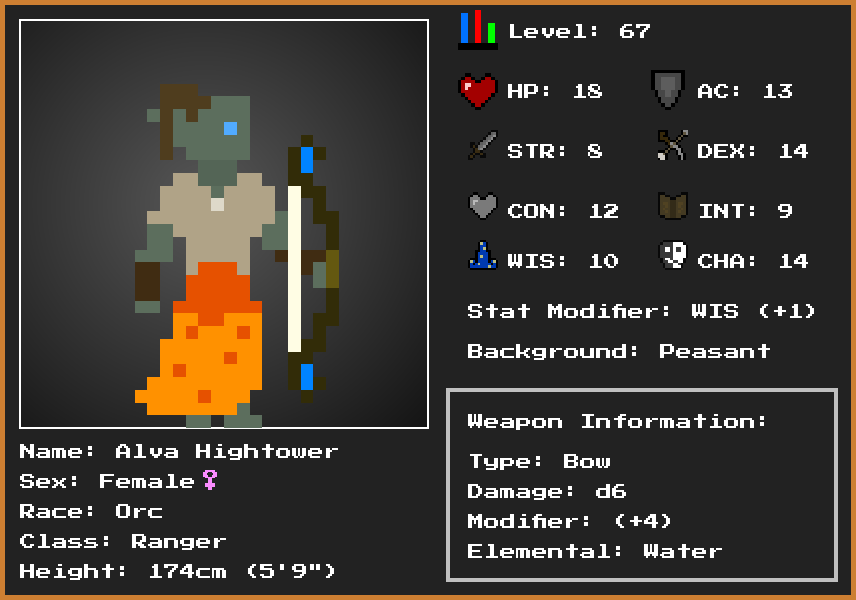 Level: 67
HP: 18
AC: 13
STR: 8
DEX: 14
CON: 12
INT: 9
WIS: 10
CHA: 14
Stat Modifier: WIS (+1)
Background: Peasant
Weapon Information:
Type: Bow
Damage: d6
Modifier: (+4)
Elemental: Water
Name: Alva Hightower
Sex: Female♀
Race: Orc
Class: Ranger
Height: 174cm (5'9")